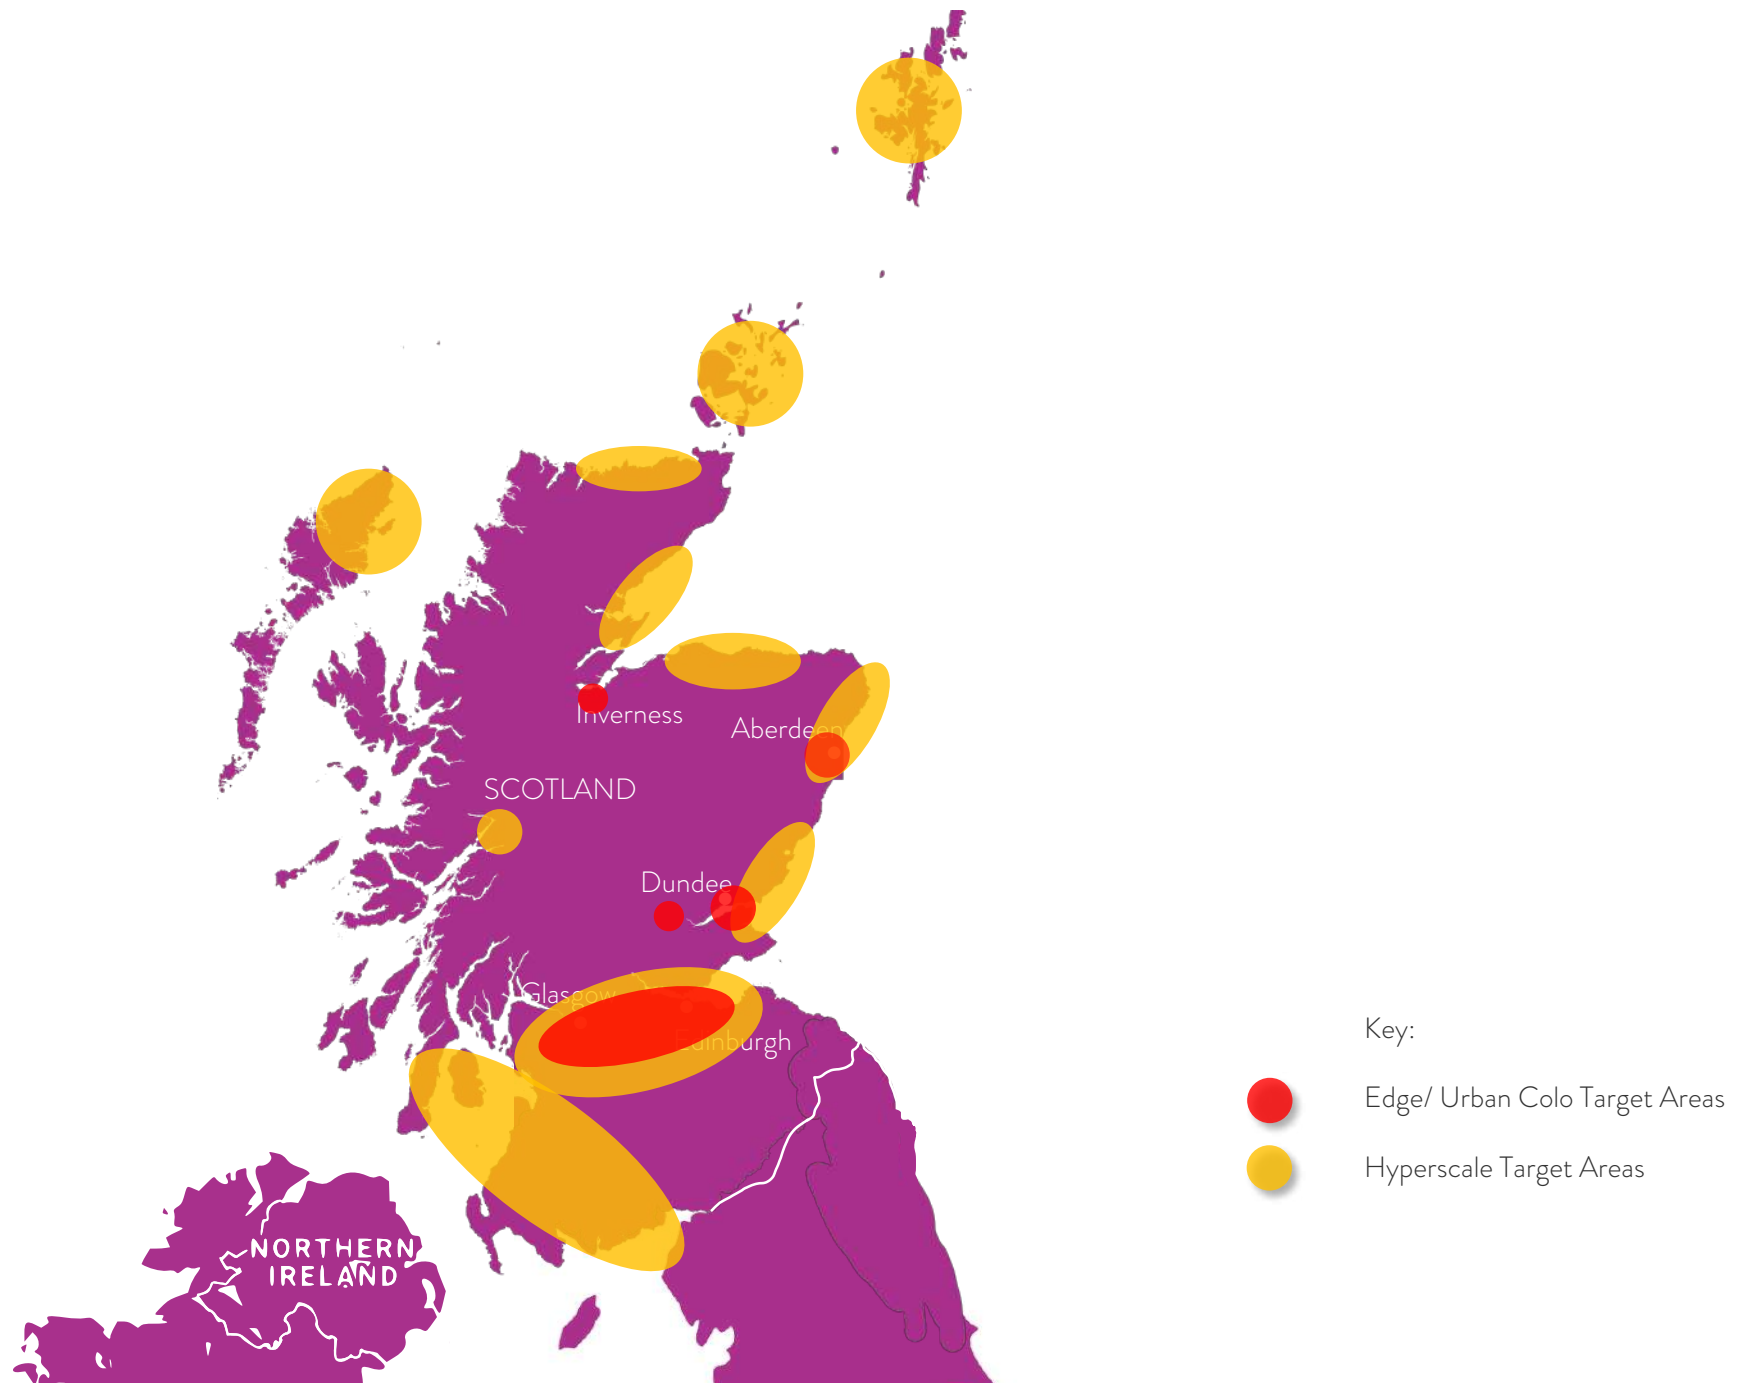 Inverness
Aberdeen
SCOTLAND
Dundee
Glasgow
Edinburgh
NORTHERN
IRELAND
Key:
Edge/ Urban Colo Target Areas
Hyperscale Target Areas